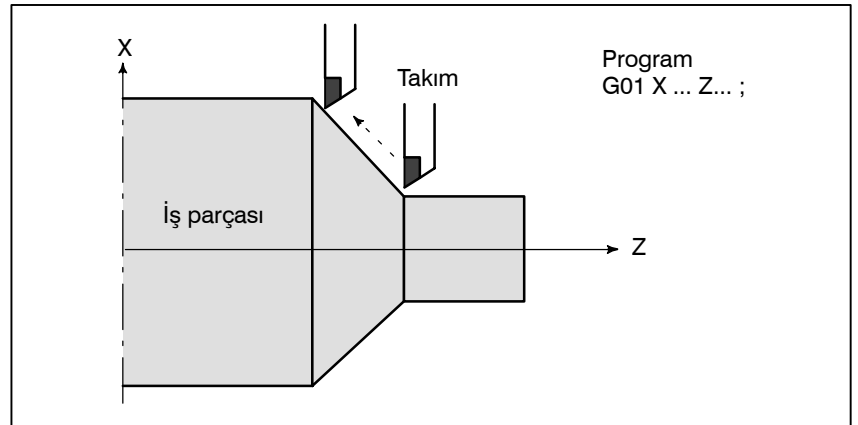 X
Takım
Program
G01 X ... Z... ;
İş parçası
Z